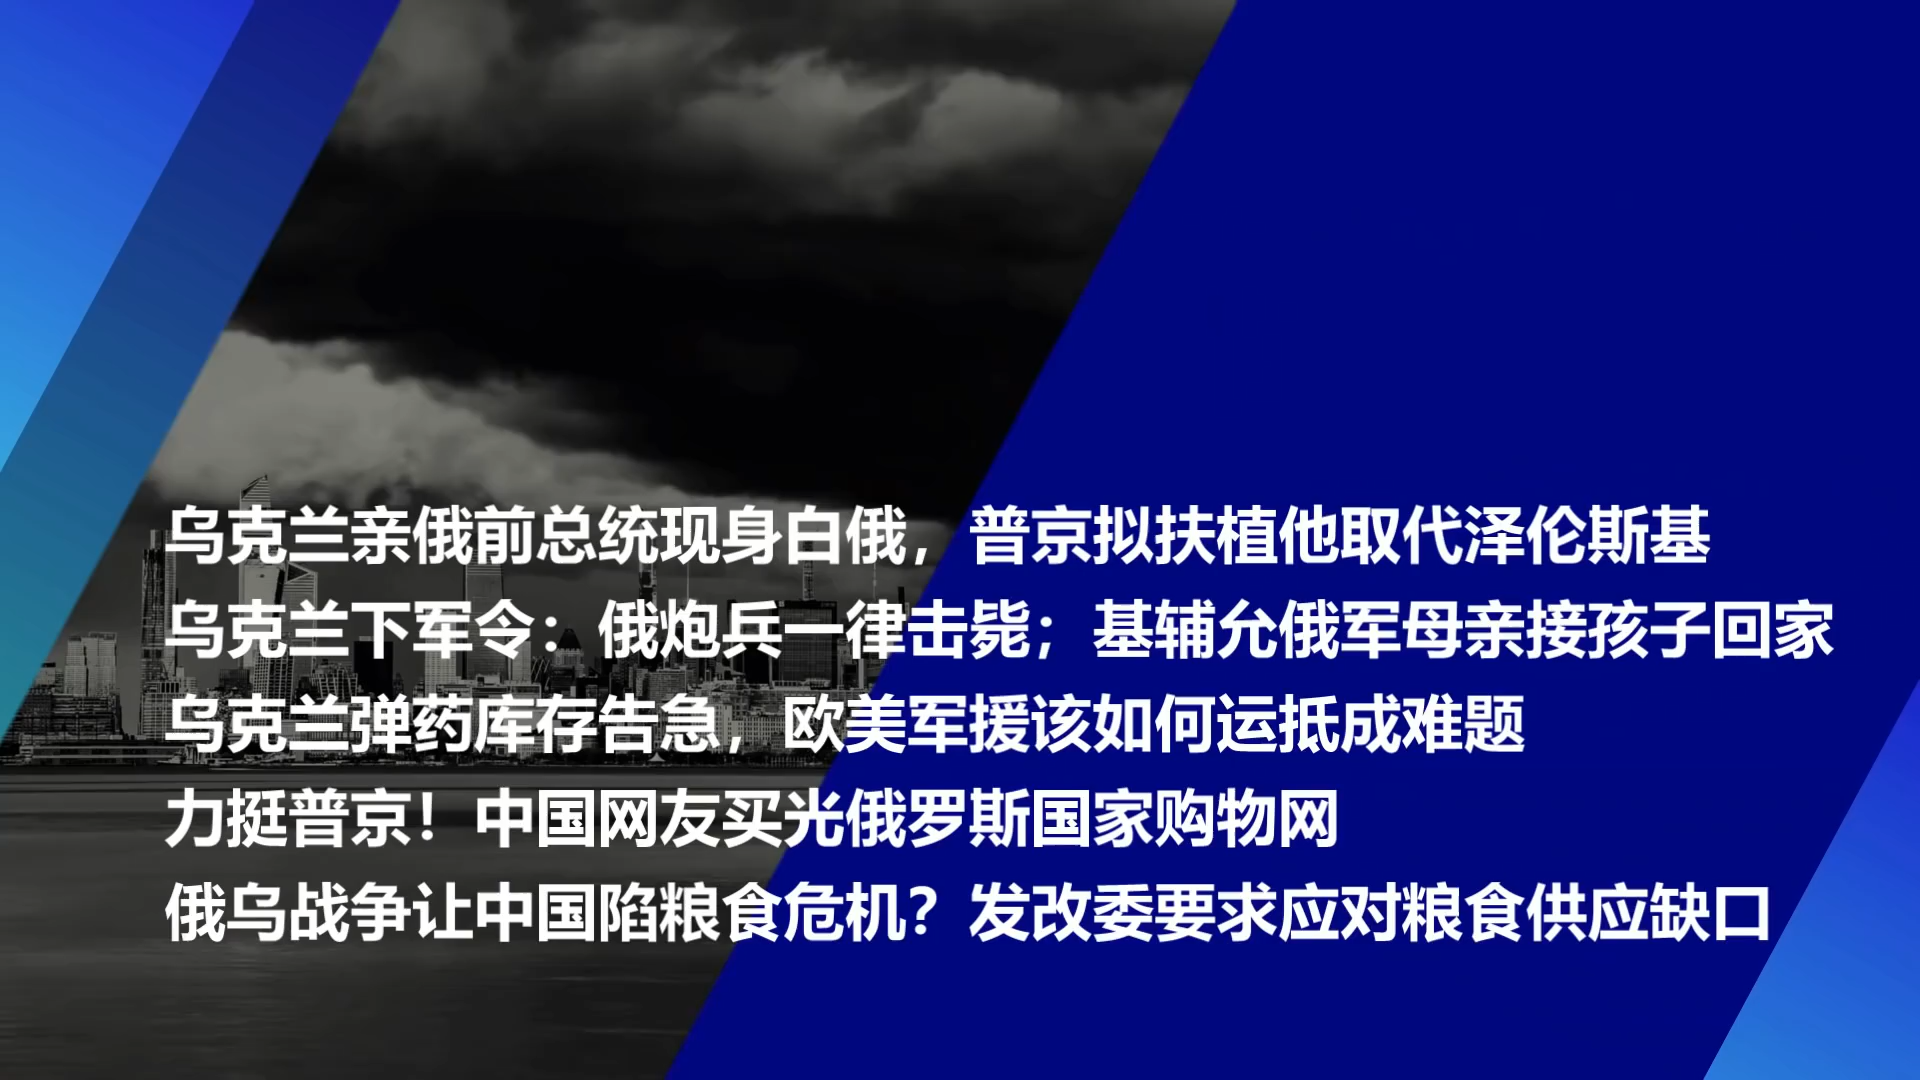 乌克兰亲俄前总统现身白俄，普京拟扶植他取代泽伦斯基
乌克兰下军令：俄炮兵一律击毙；基辅允俄军母亲接孩子回家
乌克兰弹药库存告急，欧美军援该如何运抵成难题
力挺普京！中国网友买光俄罗斯国家购物网
俄乌战争让中国陷粮食危机？发改委要求应对粮食供应缺口